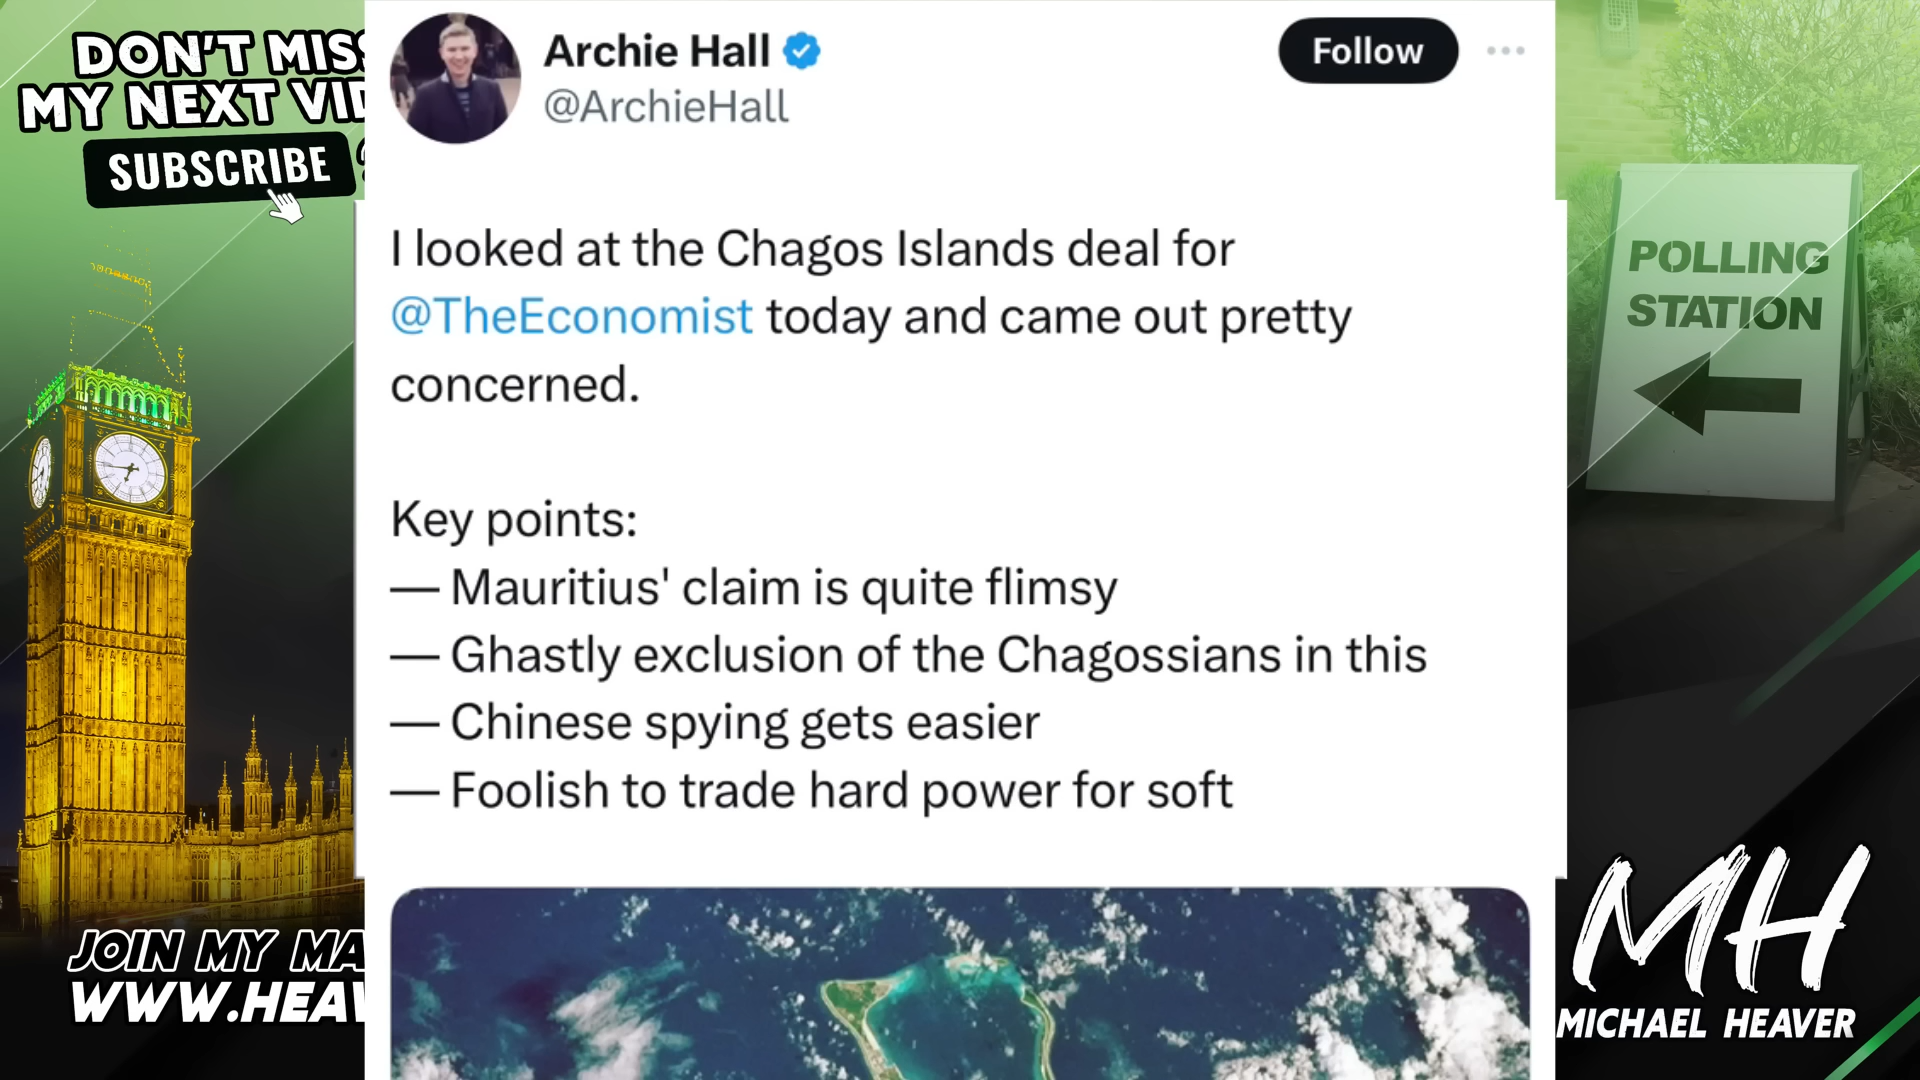 DON'T MISS
MY NEXT VID
SUBSCRIBE
Archie Hall
@ArchieHall
Follow
I looked at the Chagos Islands deal for
@TheEconomist today and came out pretty
concerned.
Key points:
— Mauritius' claim is quite flimsy
— Ghastly exclusion of the Chagossians in this
— Chinese spying gets easier
— Foolish to trade hard power for soft
POLLING
STATION
JOIN MY MA
WWW.HEAV
MH
MICHAEL HEAVER